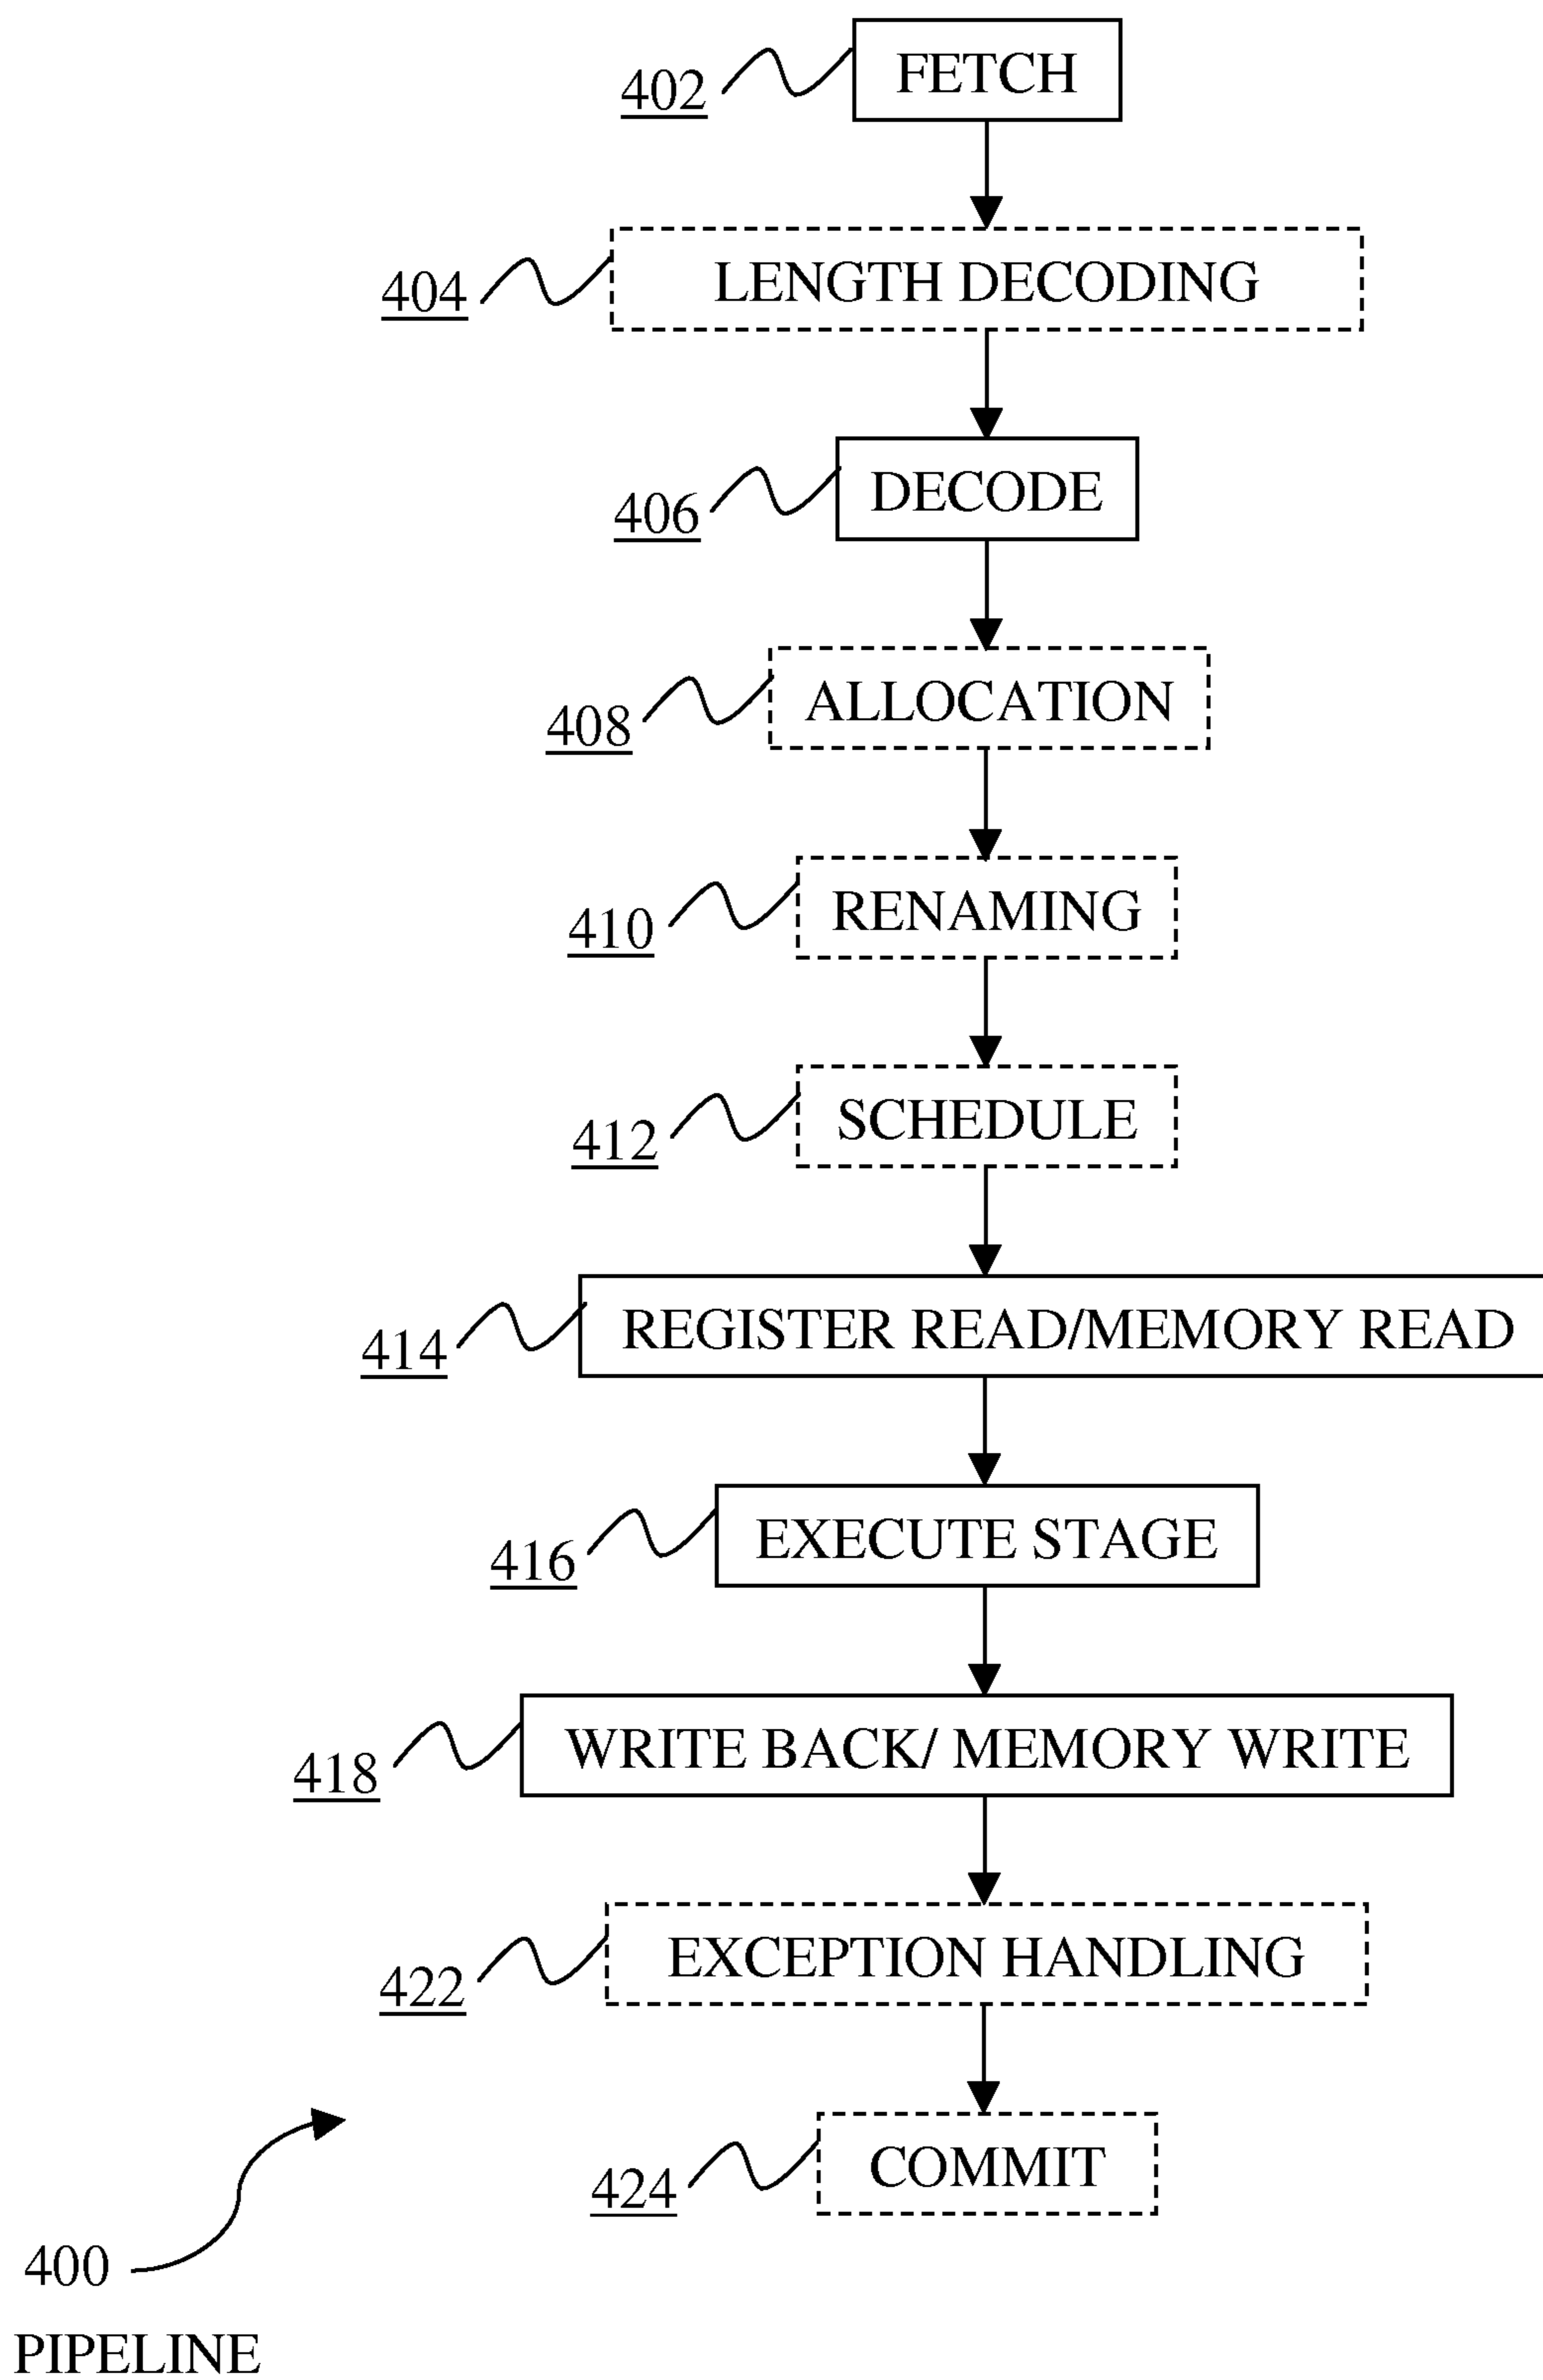 FETCH
402
LENGTH DECODING
404
DECODE
406
ALLOCATION
408
RENAMING
410
SCHEDULE
412
REGISTER READ/MEMORY READ
414
EXECUTE STAGE
416
WRITE BACK/ MEMORY WRITE
418
EXCEPTION HANDLING
422
COMMIT
424
400
PIPELINE